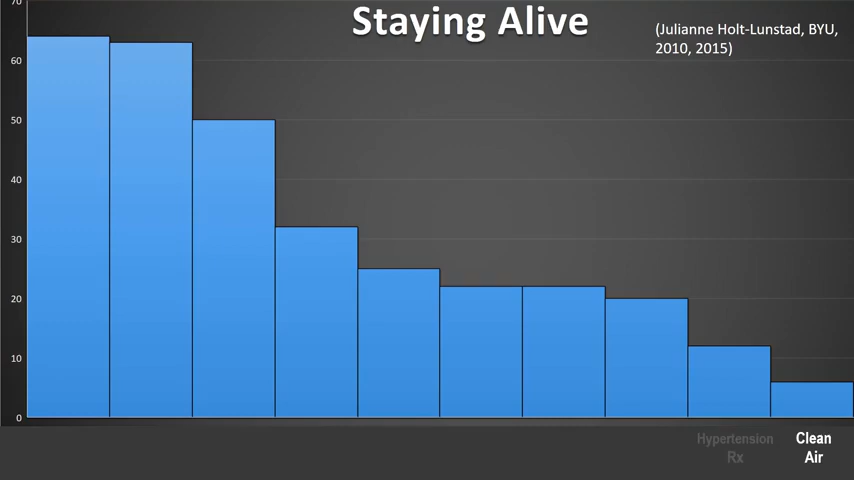 70
Staying Alive
(Julianne Holt-Lunstad, BYU,
2010, 2015)
60
50
40
30
20
10
0
Hypertension
Rx
Clean
Air